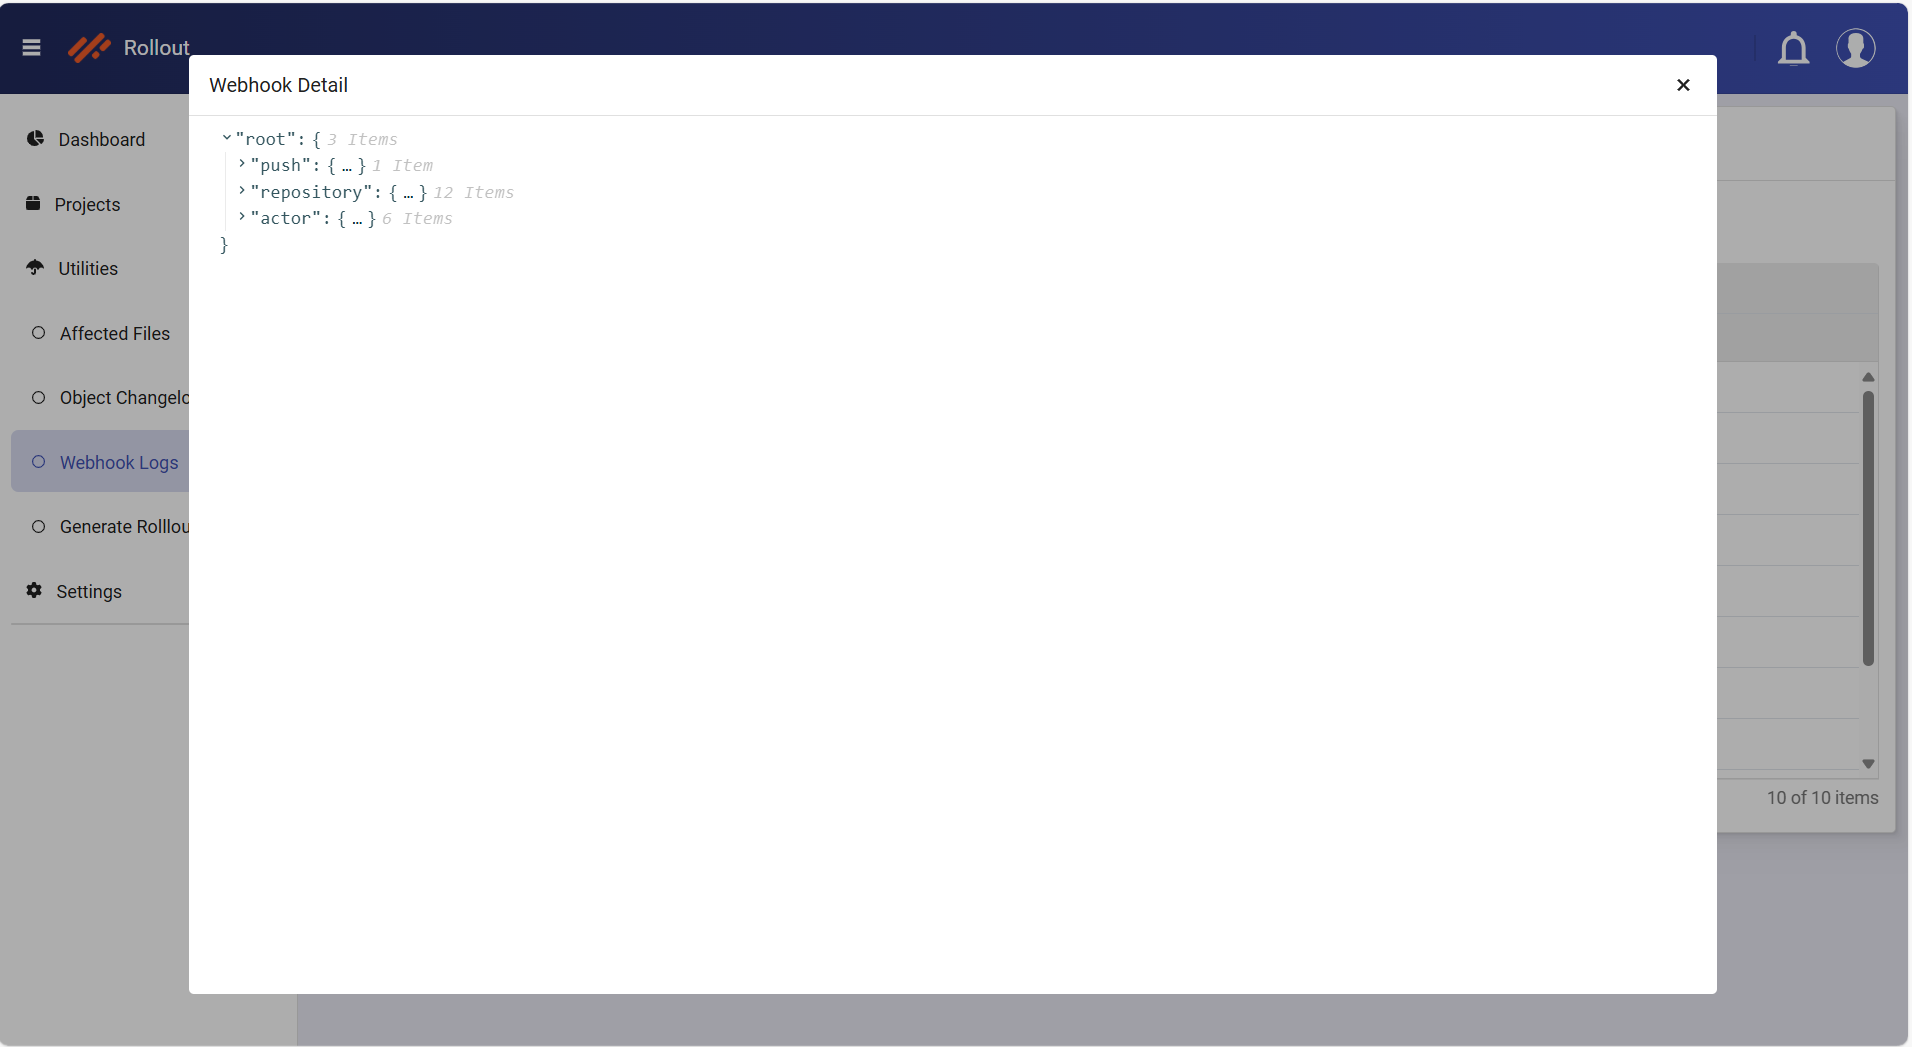 Rollout
Webhook Detail
"root": { 3 Items
"push": { … } 1 Item
"repository": { … } 12 Items
"actor": { … } 6 Items
}
Dashboard
Projects
Utilities
Affected Files
Object Changelo
Webhook Logs
Generate Rolllou
Settings
10 of 10 items